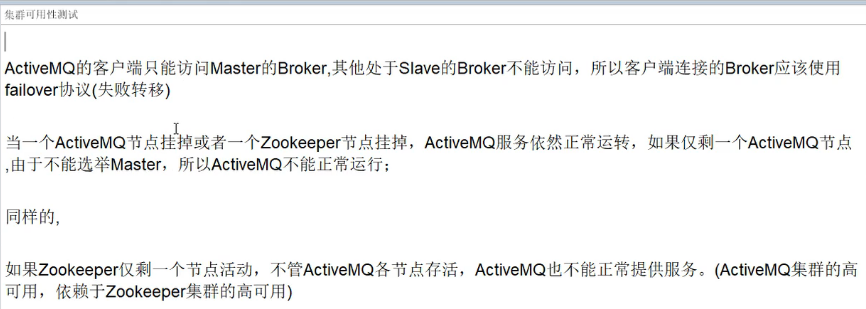 集群可用性测试
ActiveMQ的客户端只能访问Master的Broker,其他处于Slave的Broker不能访问，所以客户端连接的Broker应该使用
failover协议(失败转移)
当一个ActiveMQ节点挂掉或者一个Zookeeper节点挂掉，ActiveMQ服务依然正常运转，如果仅剩一个ActiveMQ节点
,由于不能选举Master，所以ActiveMQ不能正常运行；
同样的,
如果Zookeeper仅剩一个节点活动，不管ActiveMQ各节点存活，ActiveMQ也不能正常提供服务。(ActiveMQ集群的高
可用，依赖于Zookeeper集群的高可用)